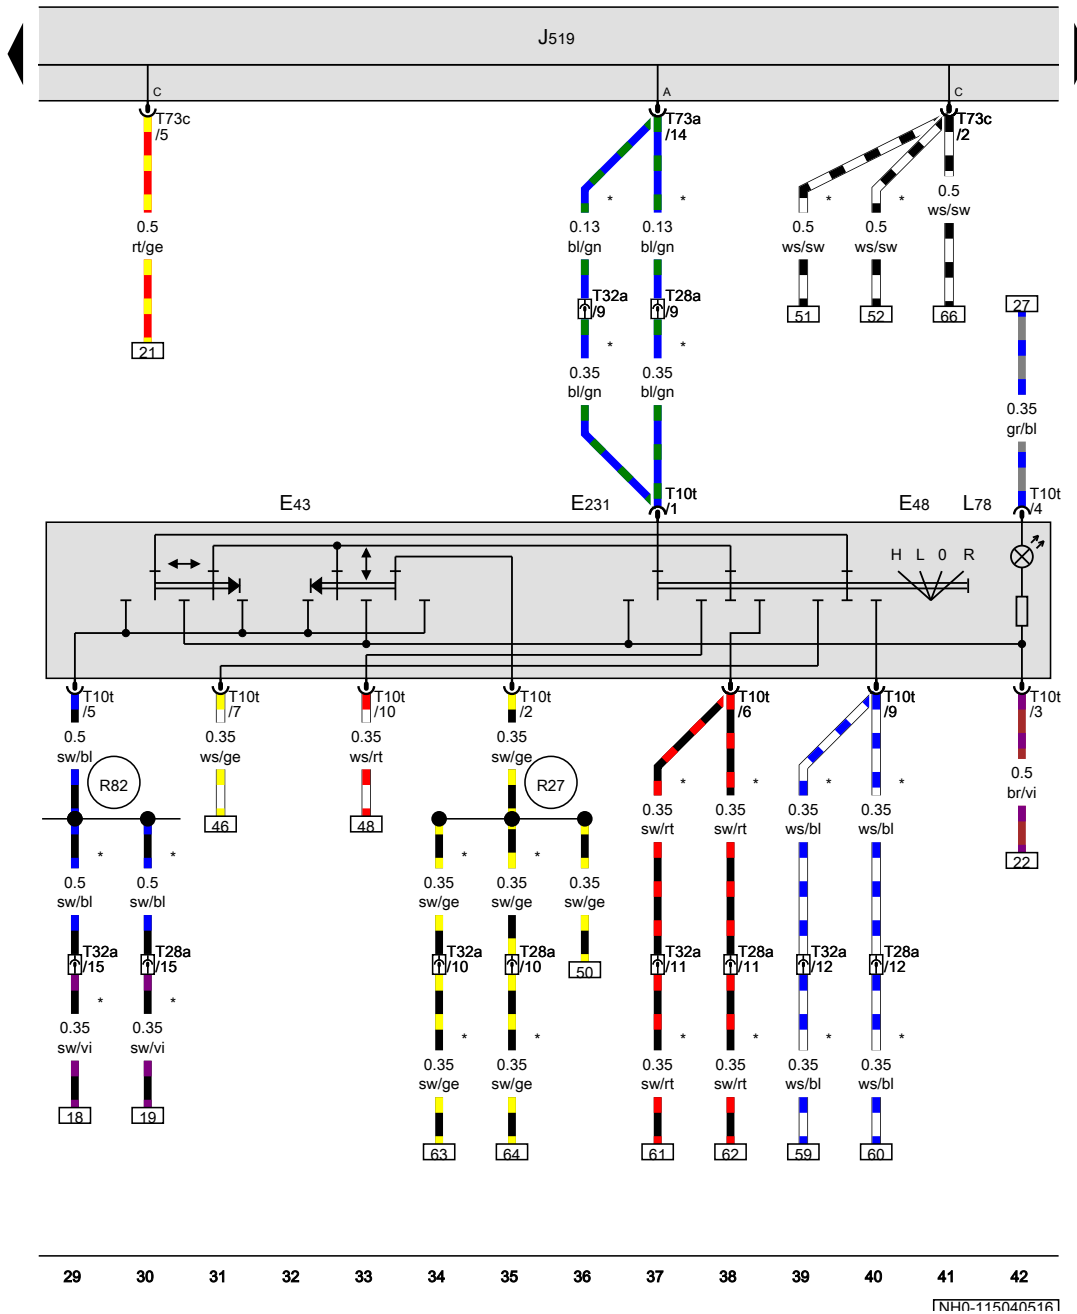 J519
C A C
T73c
/5
T73a
/14
T73c
/2
* * * *
0.5
rt/ge
0.13
bl/gn
0.13
bl/gn
0.5
ws/sw
0.5
ws/sw
0.5
ws/sw
T32a
/9
T28a
/9
51 52 66 27
21
* *
0.35
bl/gn
0.35
bl/gn
0.35
gr/bl
E43 E231 E48 L78
T10t
/1
T10t
/4
H L 0 R
T10t
/5
T10t
/7
T10t
/10
T10t
/2
T10t
/6
T10t
/9
T10t
/3
0.5
sw/bl
0.35
ws/ge
0.35
ws/rt
0.35
sw/ge
0.5
br/vi
R82 R27
* * * *
0.35
sw/rt
0.35
sw/rt
0.35
ws/bl
0.35
ws/bl
46 48 22
* * * *
0.5
sw/bl
0.5
sw/bl
0.35
sw/ge
0.35
sw/ge
0.35
sw/ge
T32a
/15
T28a
/15
T32a
/10
T28a
/10
50
T32a
/11
T28a
/11
T32a
/12
T28a
/12
* *
0.35
sw/vi
0.35
sw/vi
* * * * * *
0.35
sw/ge
0.35
sw/ge
0.35
sw/rt
0.35
sw/rt
0.35
ws/bl
0.35
ws/bl
18 19
63 64 61 62 59 60
29 30 31 32 33 34 35 36 37 38 39 40 41 42
NH0-115040516